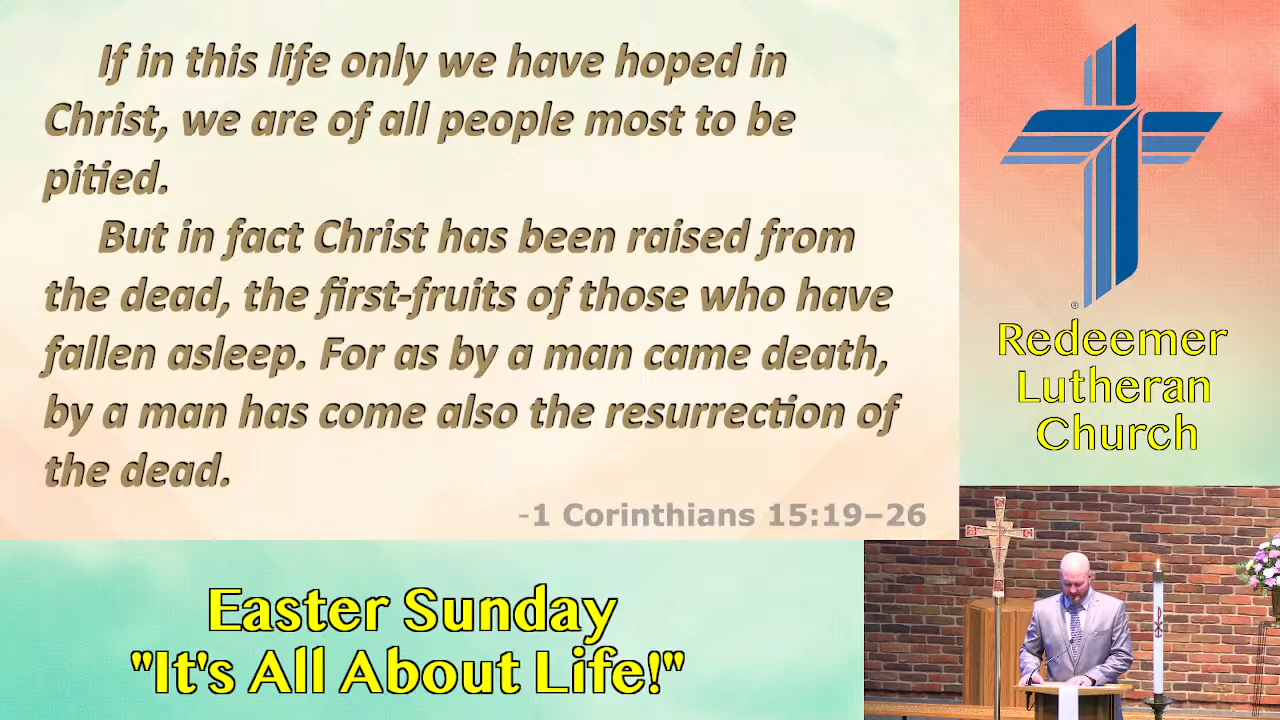 If in this life only we have hoped in
Christ, we are of all people most to be
pitied.
But in fact Christ has been raised from
the dead, the first-fruits of those who have
fallen asleep. For as by a man came death,
by a man has come also the resurrection of
the dead.
-1 Corinthians 15:19–26
®
Redeemer
Lutheran
Church
Easter Sunday
"It's All About Life!"